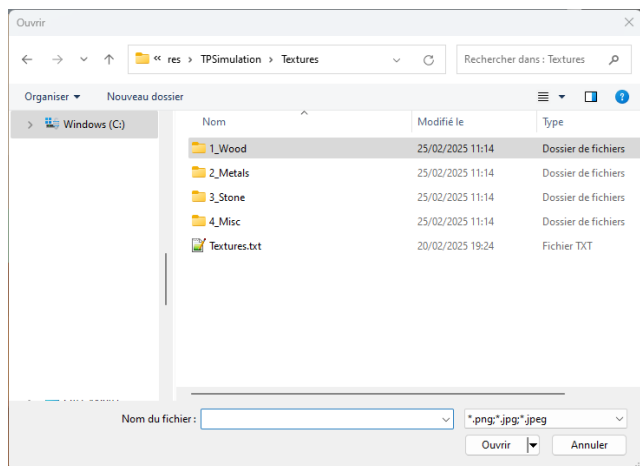 Ouvrir
« res > TPSimulation > Textures
Rechercher dans : Textures
Organiser
Nouveau dossier
Windows (C:)
Nom
Modifié le
Type
1_Wood
25/02/2025 11:14
Dossier de fichiers
2_Metals
25/02/2025 11:14
Dossier de fichiers
3_Stone
25/02/2025 11:14
Dossier de fichiers
4_Misc
25/02/2025 11:14
Dossier de fichiers
Textures.txt
20/02/2025 19:24
Fichier TXT
Nom du fichier :
*.png;*.jpg;*.jpeg
Ouvrir
Annuler